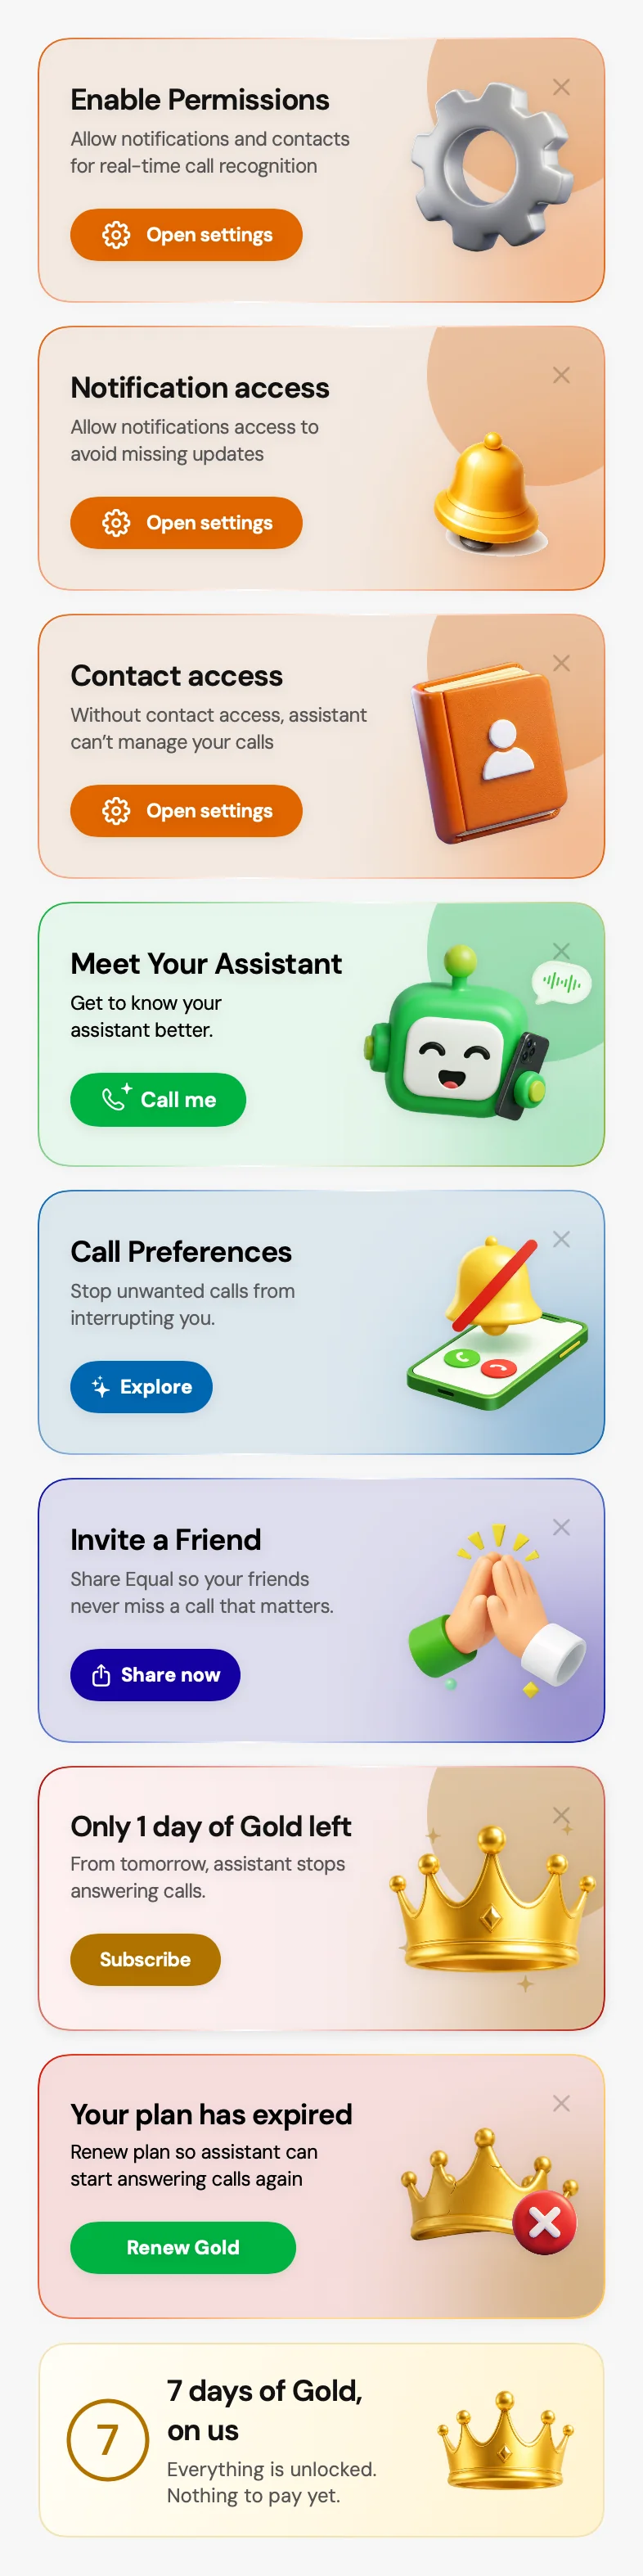 Enable Permissions
Allow notifications and contacts
for real-time call recognition
Open settings
Notification access
Allow notifications access to
avoid missing updates
Open settings
Contact access
Without contact access, assistant
can’t manage your calls
Open settings
Meet Your Assistant
Get to know your
assistant better.
Call me
Call Preferences
Stop unwanted calls from
interrupting you.
Explore
Invite a Friend
Share Equal so your friends
never miss a call that matters.
Share now
Only 1 day of Gold left
From tomorrow, assistant stops
answering calls.
Subscribe
Your plan has expired
Renew plan so assistant can
start answering calls again
Renew Gold
7
7 days of Gold,
on us
Everything is unlocked.
Nothing to pay yet.